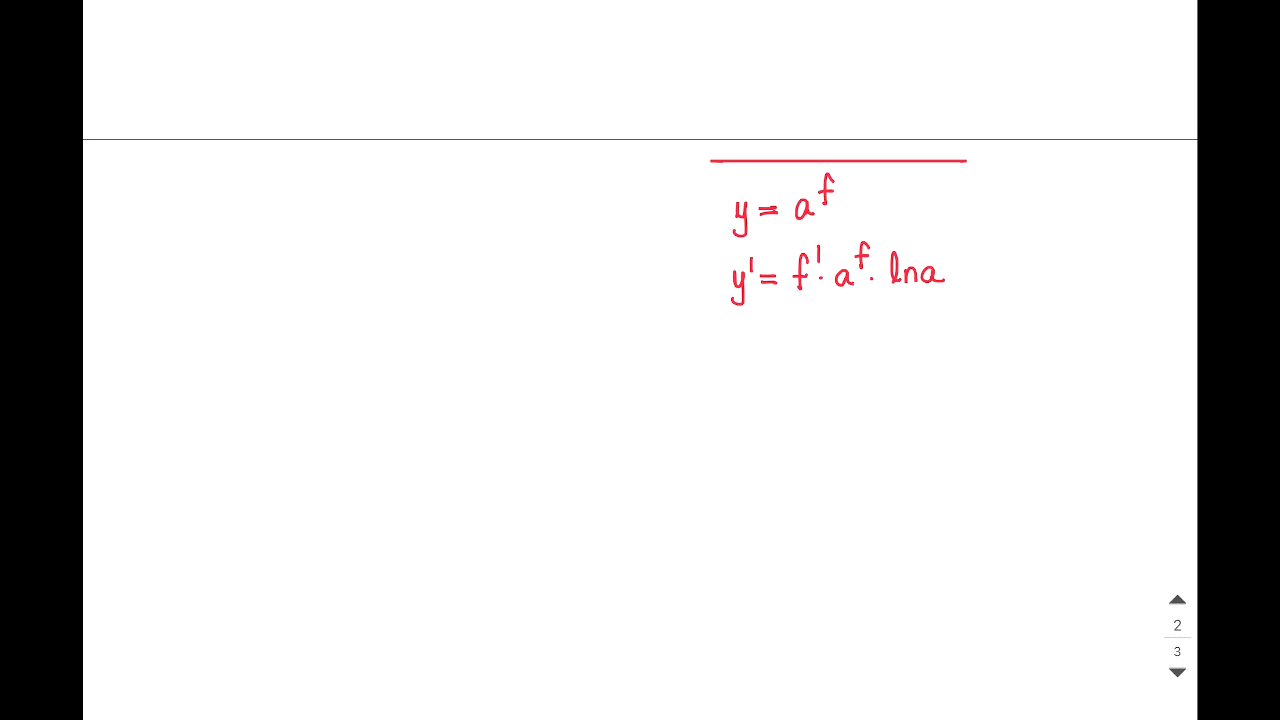 y = a^f
y' = f' · a^f · ln a
2
3